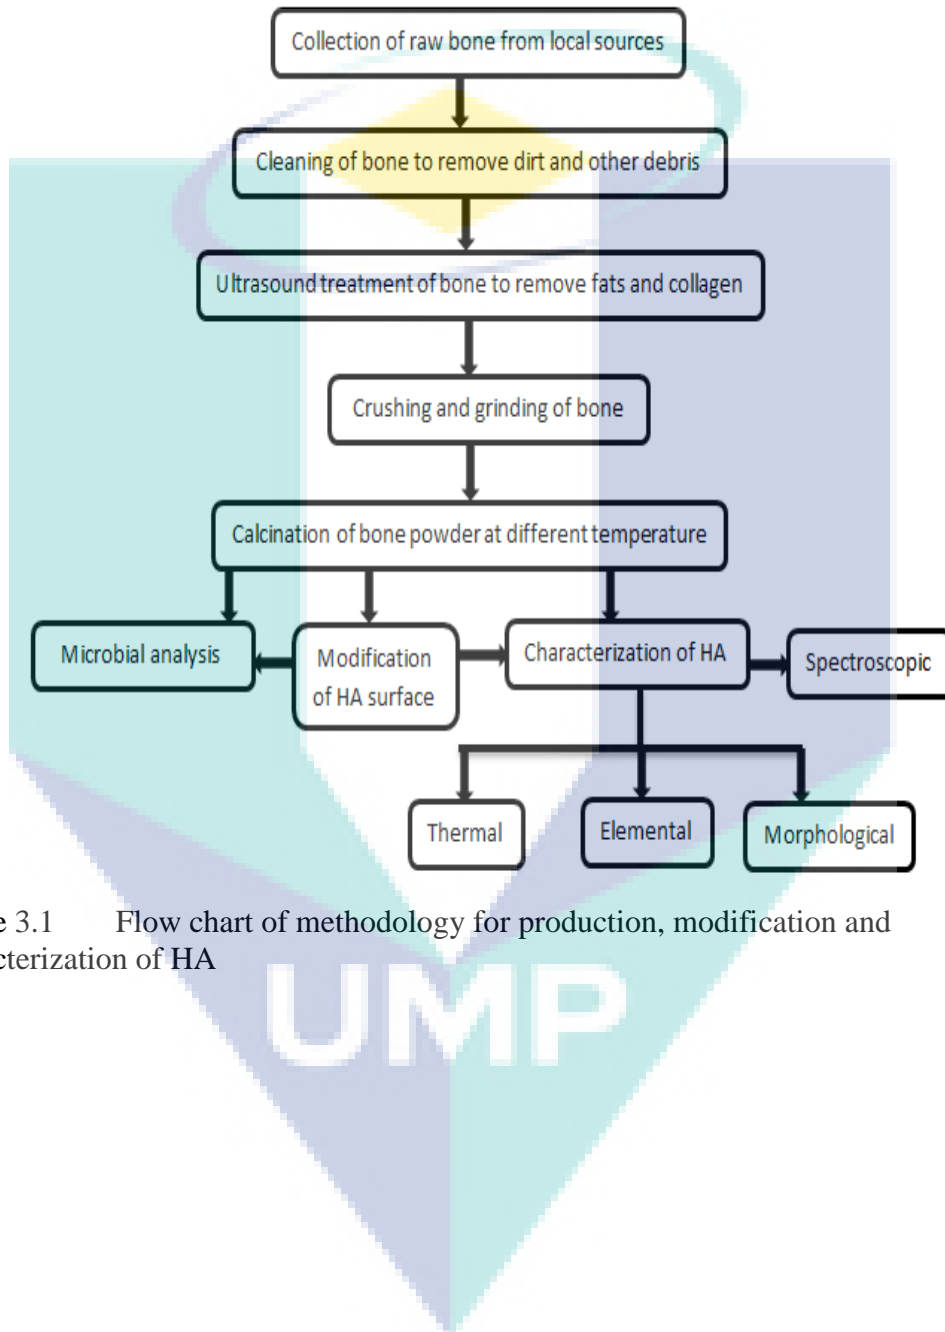 Collection of raw bone from local sources
Cleaning of bone to remove dirt and other debris
Ultrasound treatment of bone to remove fats and collagen
Crushing and grinding of bone
Calcination of bone powder at different temperature
Microbial analysis
Modification
of HA surface
Characterization of HA
Spectroscopic
Thermal
Elemental
Morphological
e 3.1 Flow chart of methodology for production, modification and
cterization of HA
UMP